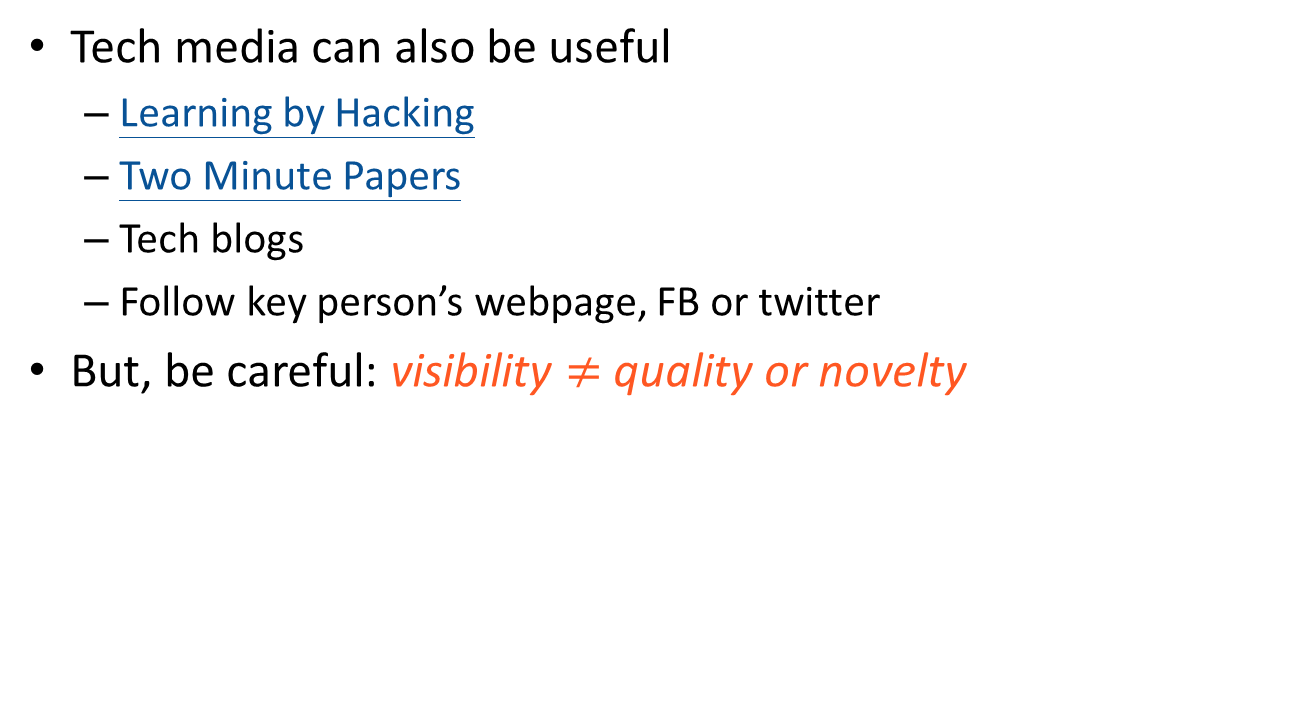 • Tech media can also be useful
– Learning by Hacking
– Two Minute Papers
– Tech blogs
– Follow key person’s webpage, FB or twitter
• But, be careful: visibility ≠ quality or novelty